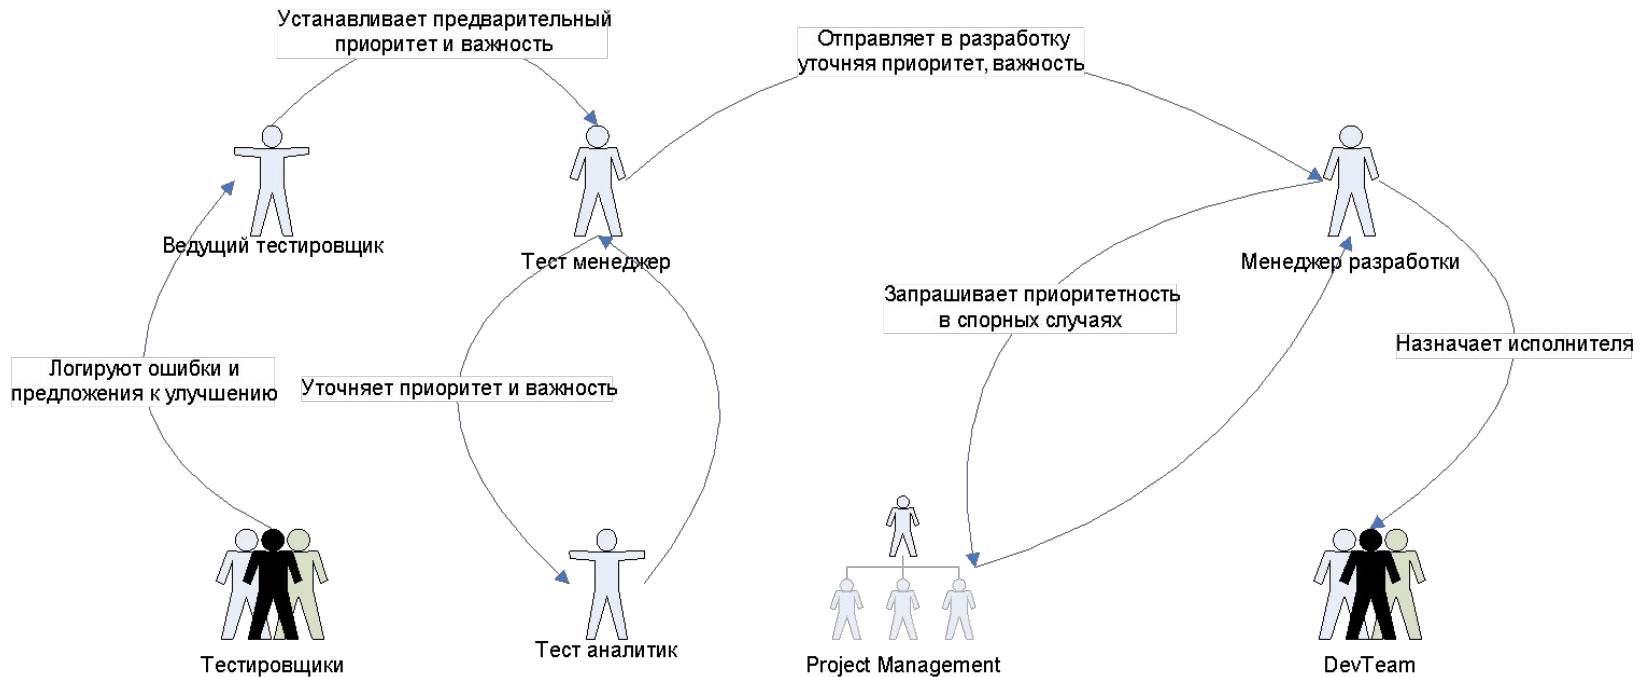 Устанавливает предварительный
приоритет и важность
Отправляет в разработку
уточняя приоритет, важность
Ведущий тестировщик
Тест менеджер
Менеджер разработки
Запрашивает приоритетность
в спорных случаях
Назначает исполнителя
Логируют ошибки и
предложения к улучшению
Уточняет приоритет и важность
Тестировщики
Тест аналитик
Project Management
DevTeam